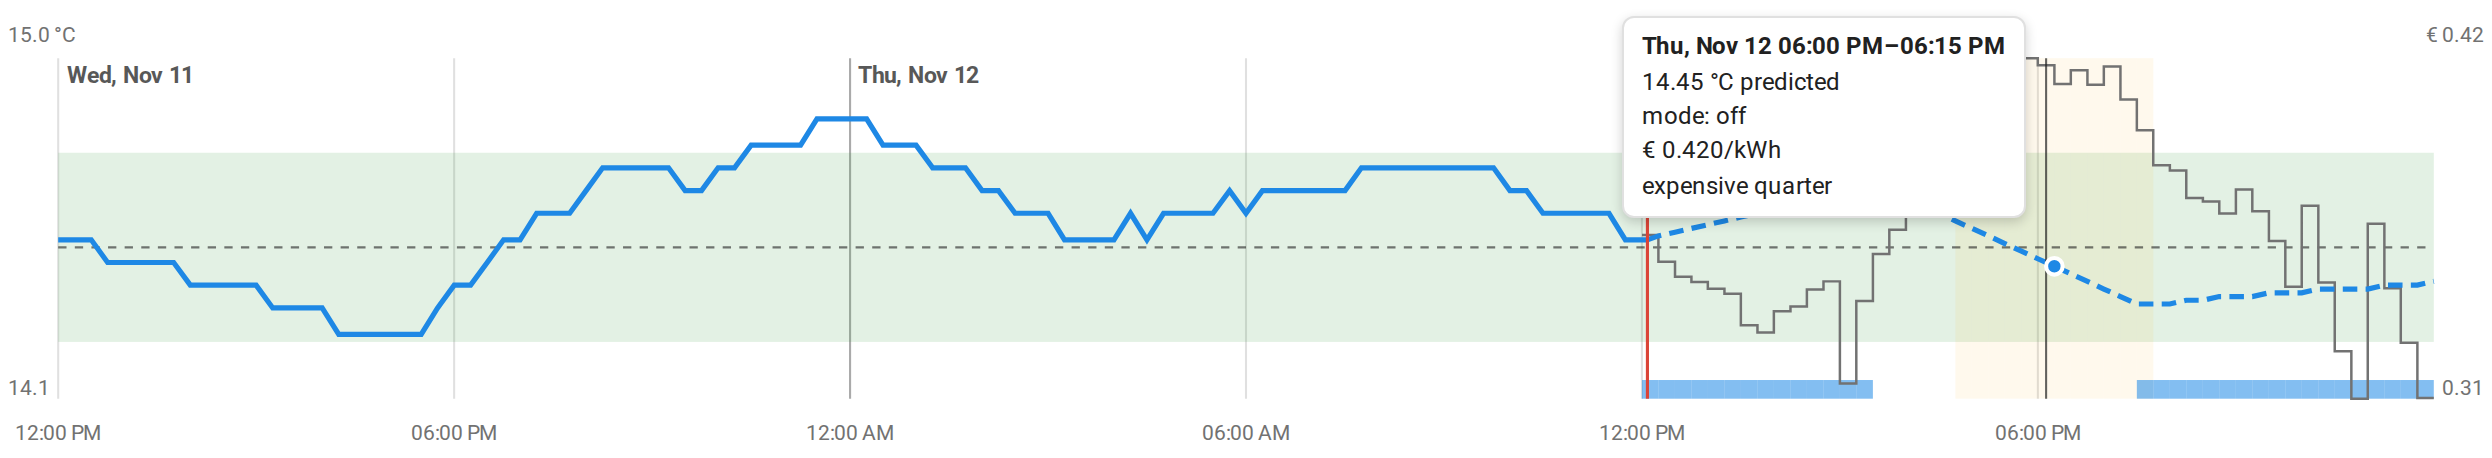 15.0 °C
€ 0.42
Wed, Nov 11
Thu, Nov 12
Thu, Nov 12 06:00 PM–06:15 PM
14.45 °C predicted
mode: off
€ 0.420/kWh
expensive quarter
14.1
0.31
12:00 PM
06:00 PM
12:00 AM
06:00 AM
12:00 PM
06:00 PM